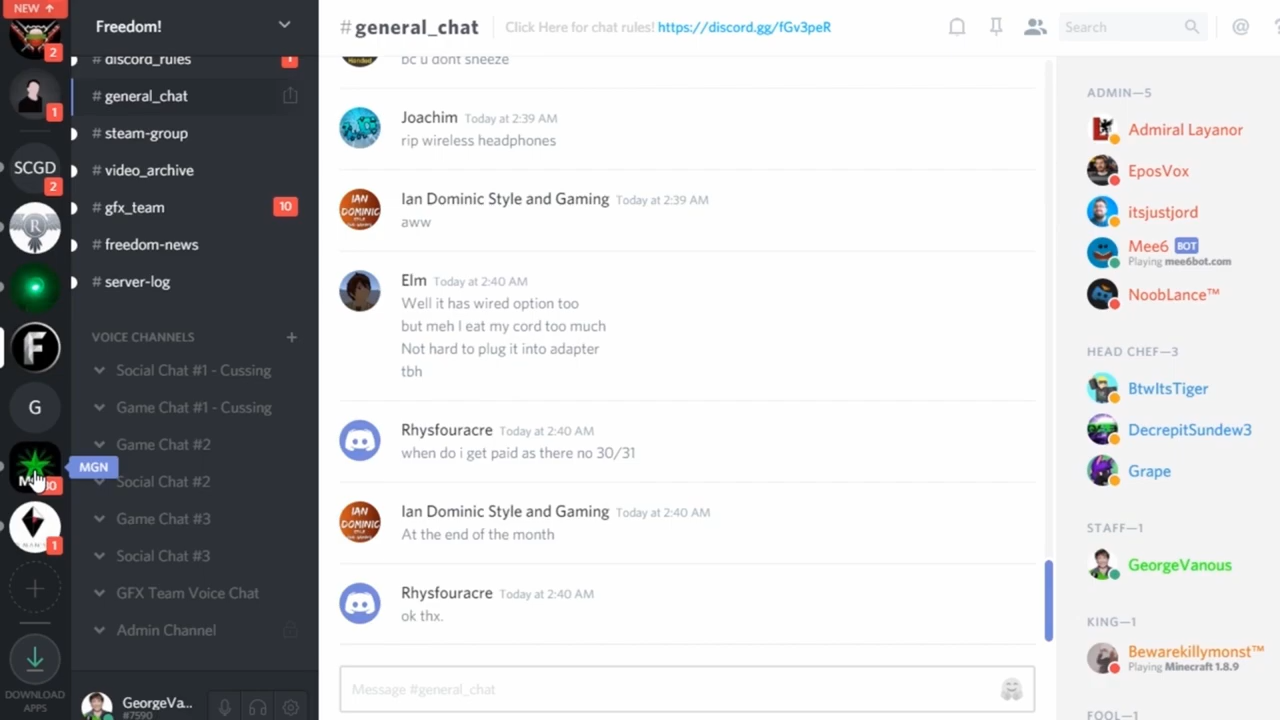 NEW ↑
2
1
SCGD
2
R
F
G
MGN
1
DOWNLOAD
APPS
Freedom!
# discord_rules
# general_chat
# steam-group
# video_archive
# gfx_team 10
# freedom-news
# server-log
VOICE CHANNELS +
Social Chat #1 - Cussing
Game Chat #1 - Cussing
Game Chat #2
Social Chat #2
Game Chat #3
Social Chat #3
GFX Team Voice Chat
Admin Channel
GeorgeVa...
#7590
# general_chat Click Here for chat rules! https://discord.gg/fGv3peR
Search @ ?
bc u dont sneeze
Joachim Today at 2:39 AM
rip wireless headphones
IAN DOMINIC
Ian Dominic Style and Gaming Today at 2:39 AM
aww
Elm Today at 2:40 AM
Well it has wired option too
but meh I eat my cord too much
Not hard to plug it into adapter
tbh
Rhysfouracre Today at 2:40 AM
when do i get paid as there no 30/31
IAN DOMINIC
Ian Dominic Style and Gaming Today at 2:40 AM
At the end of the month
Rhysfouracre Today at 2:40 AM
ok thx.
Message #general_chat
ADMIN—5
Admiral Layanor
EposVox
itsjustjord
Mee6 BOT
Playing mee6bot.com
NoobLance™
HEAD CHEF—3
BtwItsTiger
DecrepitSundew3
Grape
STAFF—1
GeorgeVanous
KING—1
Bewarekillymonst™
Playing Minecraft 1.8.9
FOOL—1